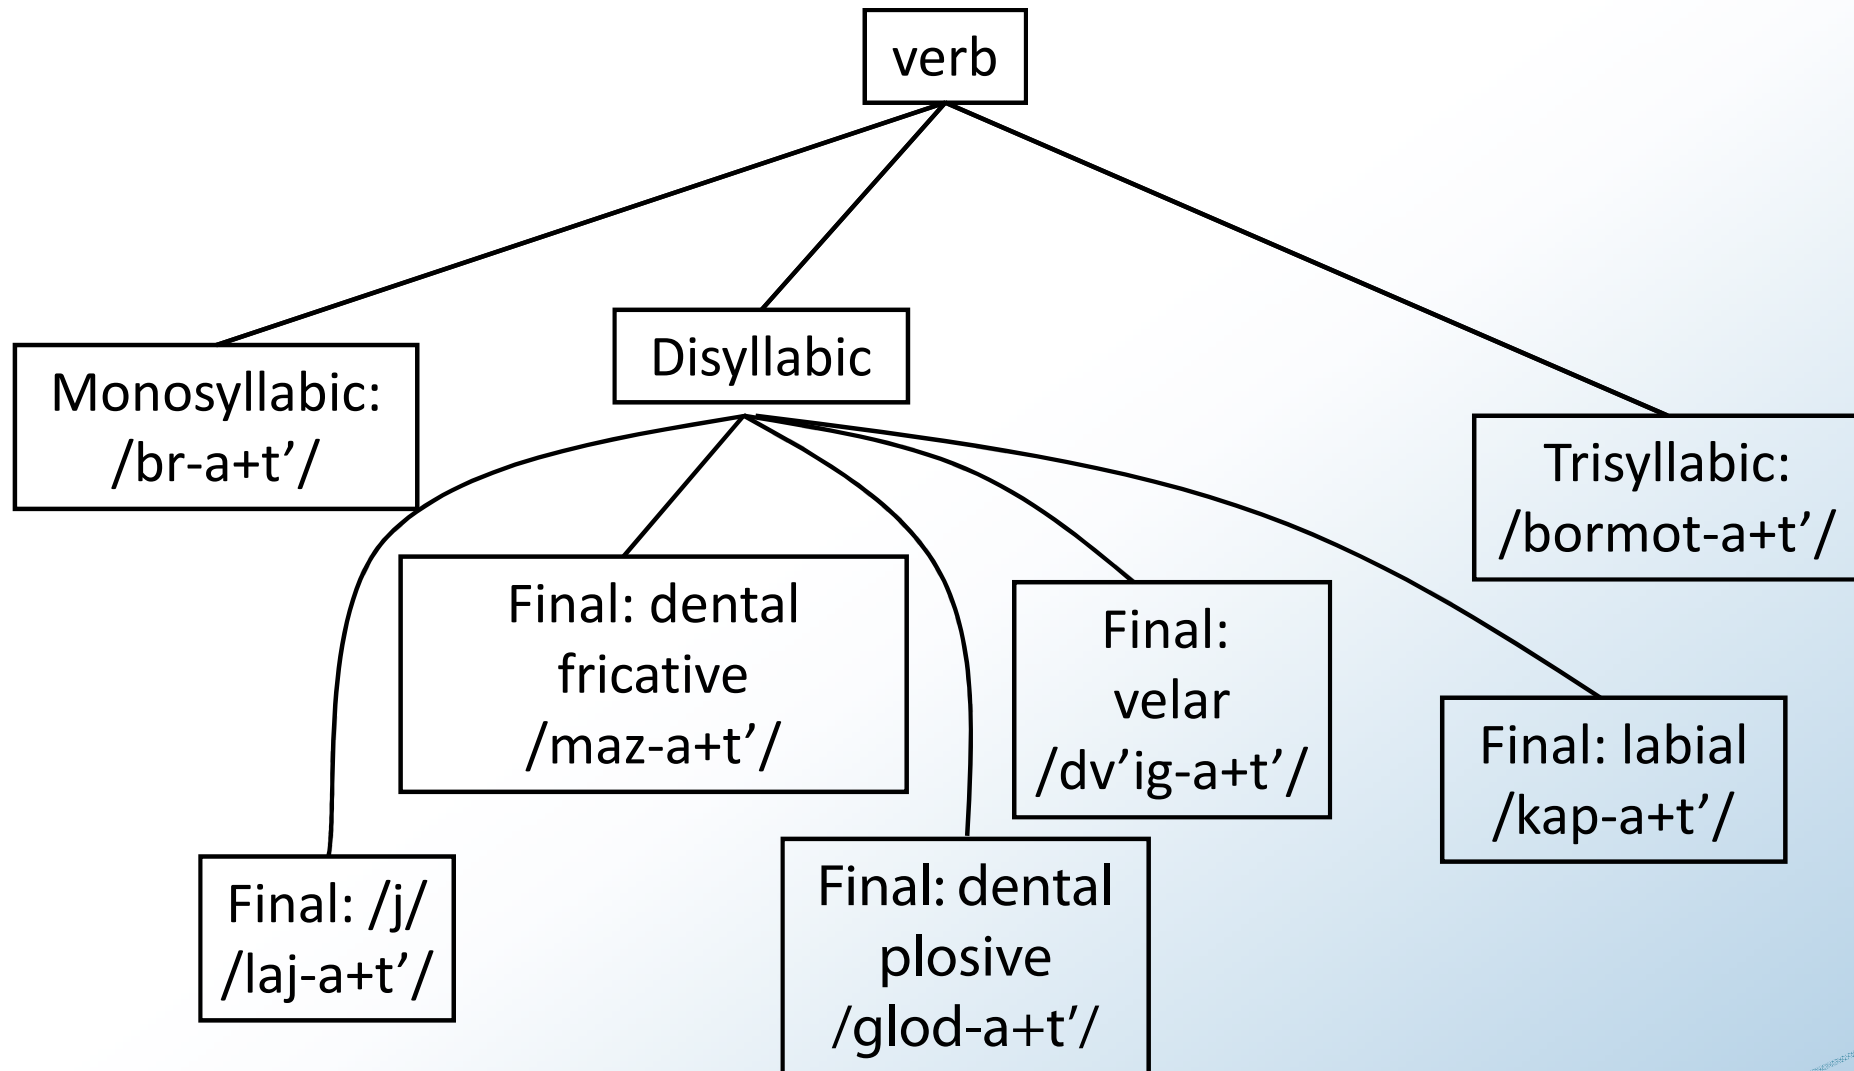 verb
Monosyllabic:
/br-a+t’/
Disyllabic
Trisyllabic:
/bormot-a+t’/
Final: dental
fricative
/maz-a+t’/
Final:
velar
/dv’ig-a+t’/
Final: labial
/kap-a+t’/
Final: /j/
/laj-a+t’/
Final: dental
plosive
/glod-a+t’/